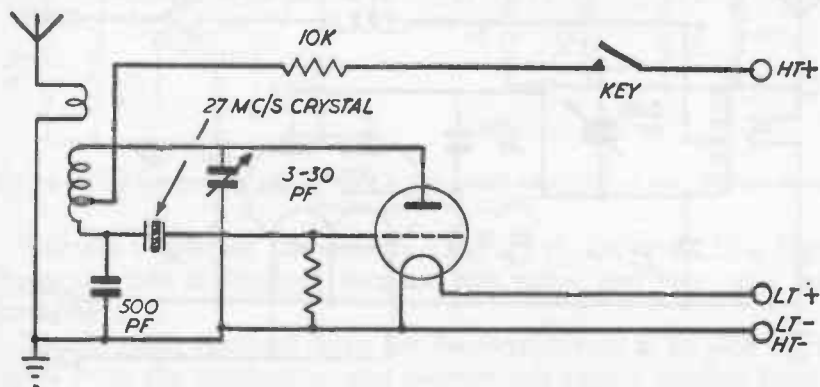 10K
HT+
KEY
27 MC/S CRYSTAL
3-30
PF
500
PF
LT+
LT-
HT-